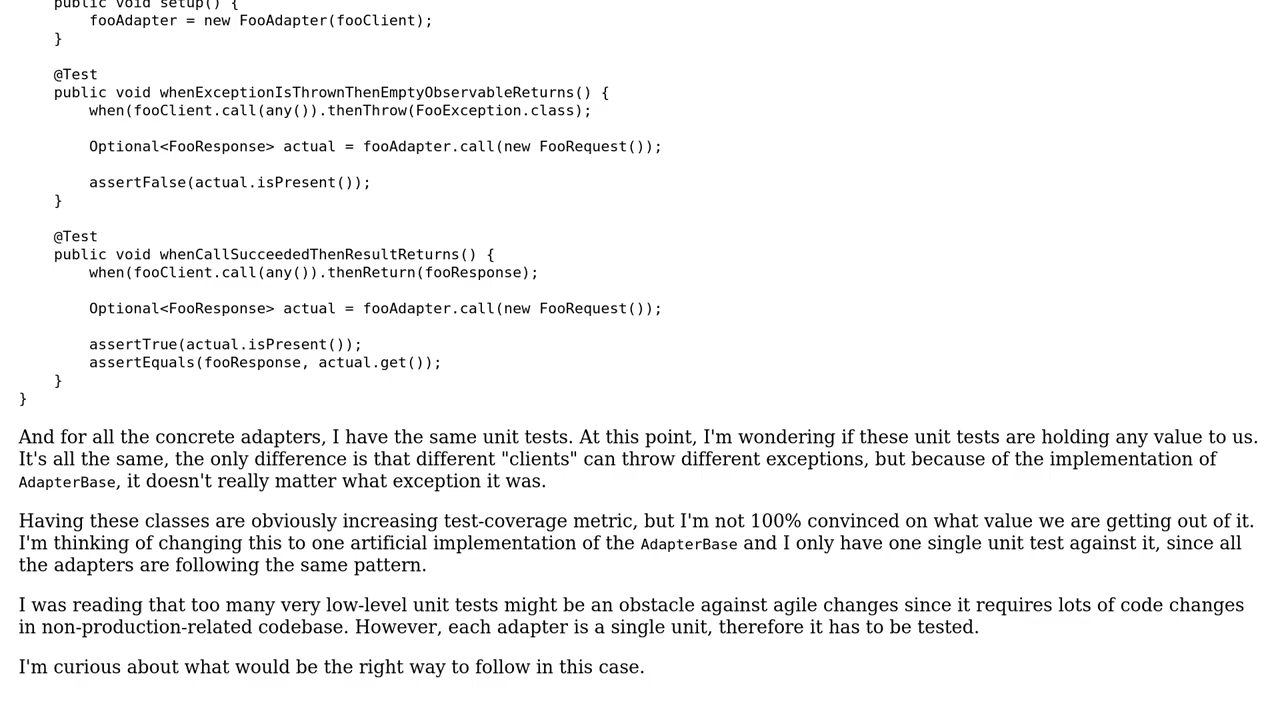 public void setup() {
fooAdapter = new FooAdapter(fooClient);
}
@Test
public void whenExceptionIsThrownThenEmptyObservableReturns() {
when(fooClient.call(any()).thenThrow(FooException.class);
Optional<FooResponse> actual = fooAdapter.call(new FooRequest());
assertFalse(actual.isPresent());
}
@Test
public void whenCallSucceededThenResultReturns() {
when(fooClient.call(any()).thenReturn(fooResponse);
Optional<FooResponse> actual = fooAdapter.call(new FooRequest());
assertTrue(actual.isPresent());
assertEquals(fooResponse, actual.get());
}
}
And for all the concrete adapters, I have the same unit tests. At this point, I'm wondering if these unit tests are holding any value to us.
It's all the same, the only difference is that different "clients" can throw different exceptions, but because of the implementation of
AdapterBase, it doesn't really matter what exception it was.
Having these classes are obviously increasing test-coverage metric, but I'm not 100% convinced on what value we are getting out of it.
I'm thinking of changing this to one artificial implementation of the AdapterBase and I only have one single unit test against it, since all
the adapters are following the same pattern.
I was reading that too many very low-level unit tests might be an obstacle against agile changes since it requires lots of code changes
in non-production-related codebase. However, each adapter is a single unit, therefore it has to be tested.
I'm curious about what would be the right way to follow in this case.